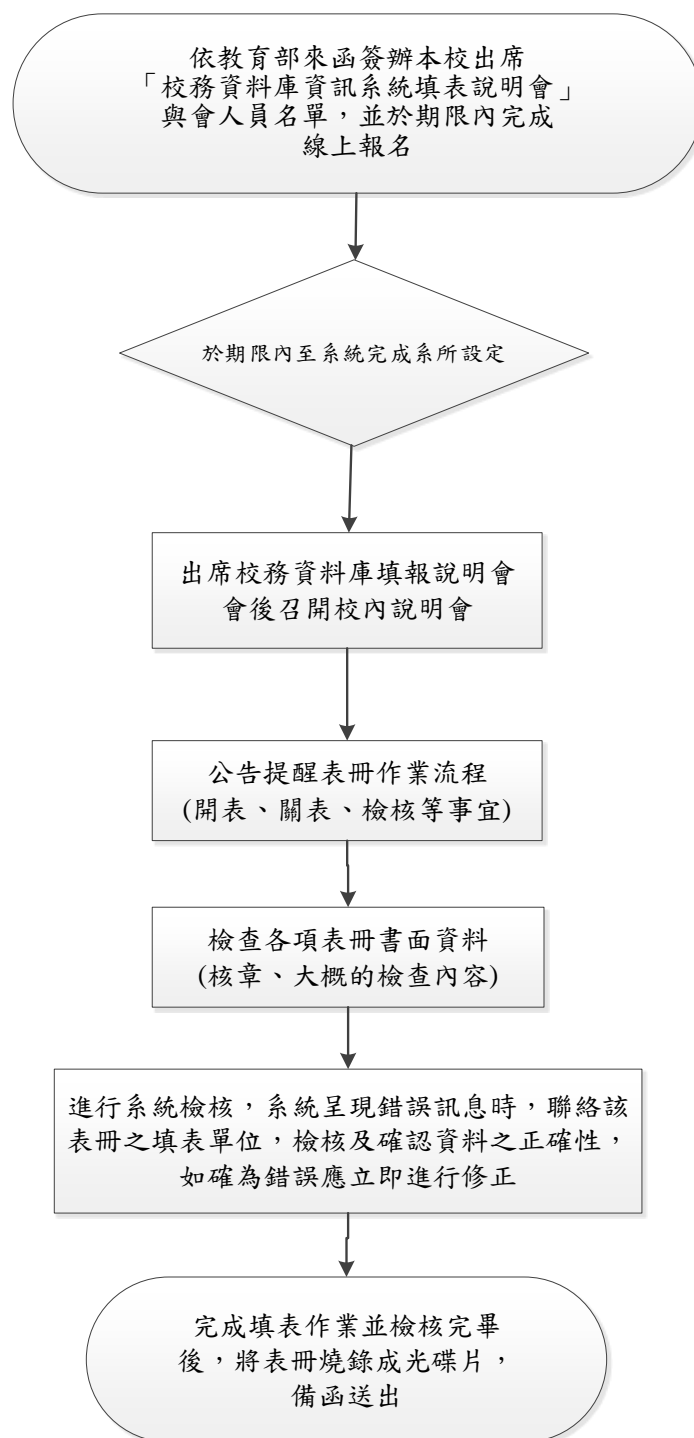 依教育部來函簽辦本校出席
「校務資料庫資訊系統填表說明會」
與會人員名單，並於期限內完成
線上報名
於期限內至系統完成系所設定
出席校務資料庫填報說明會
會後召開校內說明會
公告提醒表冊作業流程
(開表、關表、檢核等事宜)
檢查各項表冊書面資料
(核章、大概的檢查內容)
進行系統檢核，系統呈現錯誤訊息時，聯絡該
表冊之填表單位，檢核及確認資料之正確性，
如確為錯誤應立即進行修正
完成填表作業並檢核完畢
後，將表冊燒錄成光碟片，
備函送出